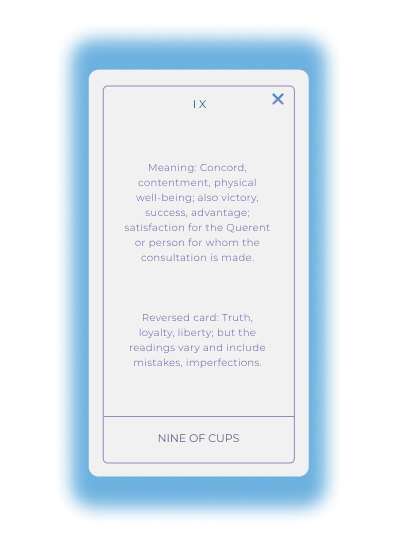 IX
Meaning: Concord,
contentment, physical
well-being; also victory,
success, advantage;
satisfaction for the Querent
or person for whom the
consultation is made.
Reversed card: Truth,
loyalty, liberty; but the
readings vary and include
mistakes, imperfections.
NINE OF CUPS